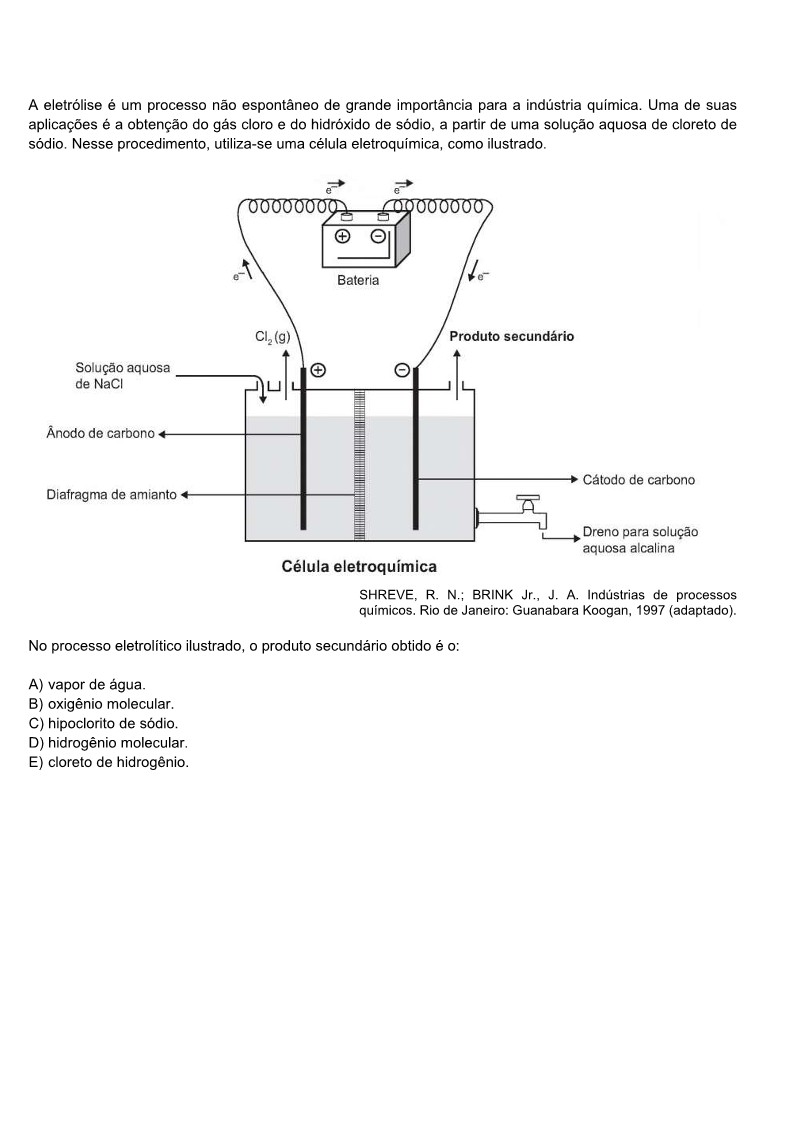 A eletrólise é um processo não espontâneo de grande importância para a indústria química. Uma de suas
aplicações é a obtenção do gás cloro e do hidróxido de sódio, a partir de uma solução aquosa de cloreto de
sódio. Nesse procedimento, utiliza-se uma célula eletroquímica, como ilustrado.
e⁻
e⁻
+ −
Bateria
e⁻
e⁻
Cl₂ (g)
Produto secundário
+
−
Solução aquosa
de NaCl
Ânodo de carbono
Cátodo de carbono
Diafragma de amianto
Dreno para solução
aquosa alcalina
Célula eletroquímica
SHREVE, R. N.; BRINK Jr., J. A. Indústrias de processos
químicos. Rio de Janeiro: Guanabara Koogan, 1997 (adaptado).
No processo eletrolítico ilustrado, o produto secundário obtido é o:
A) vapor de água.
B) oxigênio molecular.
C) hipoclorito de sódio.
D) hidrogênio molecular.
E) cloreto de hidrogênio.